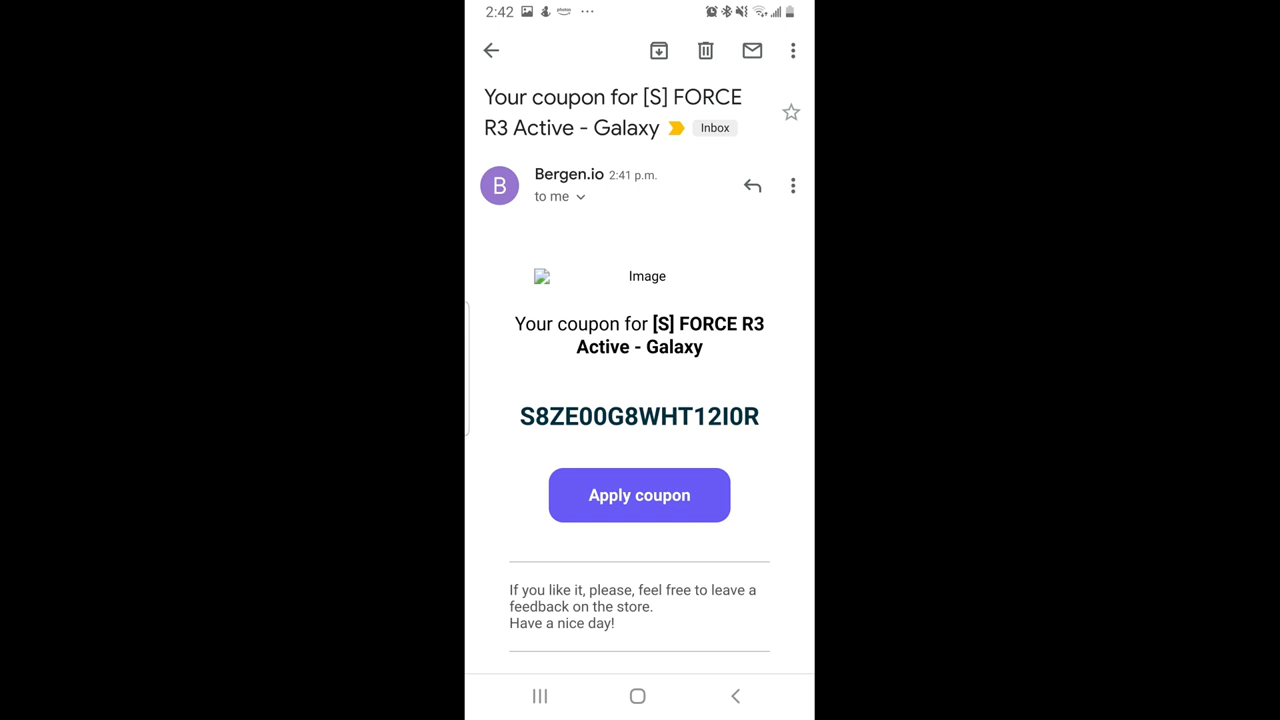 2:42
Your coupon for [S] FORCE
R3 Active - Galaxy Inbox
B
Bergen.io 2:41 p.m.
to me
Image
Your coupon for [S] FORCE R3
Active - Galaxy
S8ZE00G8WHT12I0R
Apply coupon
If you like it, please, feel free to leave a
feedback on the store.
Have a nice day!